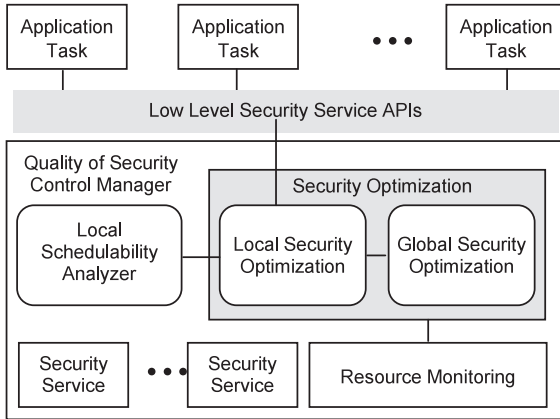 Application
Task
Application
Task
Application
Task
Low Level Security Service APIs
Quality of Security
Control Manager
Security Optimization
Local
Schedulability
Analyzer
Local Security
Optimization
Global Security
Optimization
Security
Service
Security
Service
Resource Monitoring